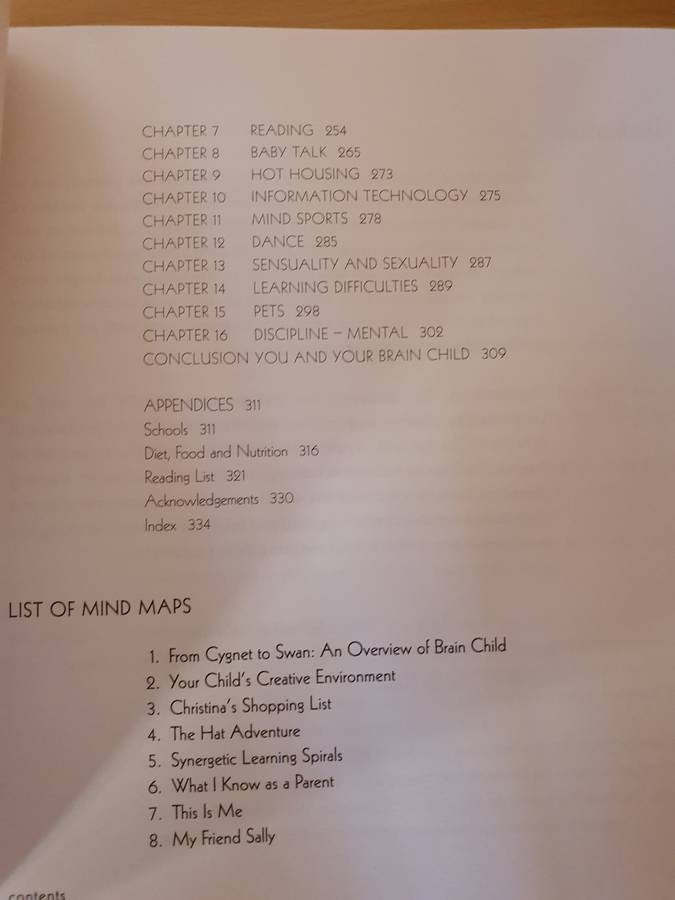 CHAPTER 7 READING 254
CHAPTER 8 BABY TALK 265
CHAPTER 9 HOT HOUSING 273
CHAPTER 10 INFORMATION TECHNOLOGY 275
CHAPTER 11 MIND SPORTS 278
CHAPTER 12 DANCE 285
CHAPTER 13 SENSUALITY AND SEXUALITY 287
CHAPTER 14 LEARNING DIFFICULTIES 289
CHAPTER 15 PETS 298
CHAPTER 16 DISCIPLINE – MENTAL 302
CONCLUSION YOU AND YOUR BRAIN CHILD 309
APPENDICES 311
Schools 311
Diet, Food and Nutrition 316
Reading List 321
Acknowledgements 330
Index 334
LIST OF MIND MAPS
1. From Cygnet to Swan: An Overview of Brain Child
2. Your Child's Creative Environment
3. Christina's Shopping List
4. The Hat Adventure
5. Synergetic Learning Spirals
6. What I Know as a Parent
7. This Is Me
8. My Friend Sally
contents